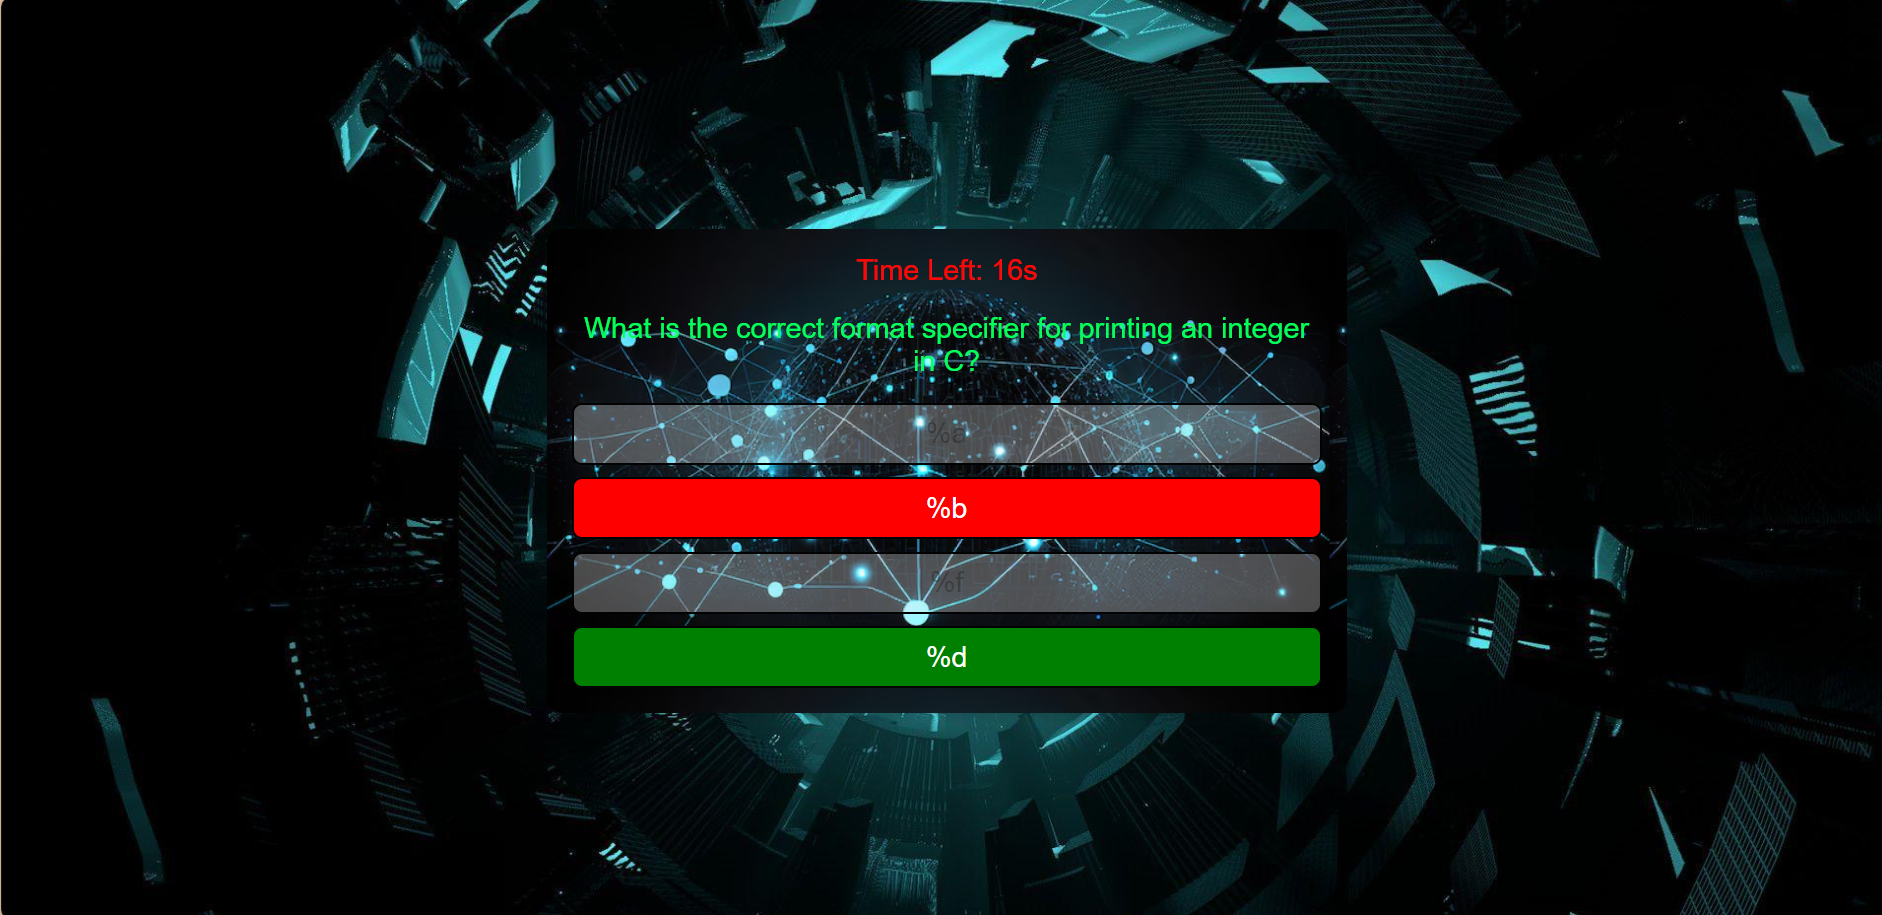 Time Left: 16s
What is the correct format specifier for printing an integer
in C?
%a
%b
%f
%d